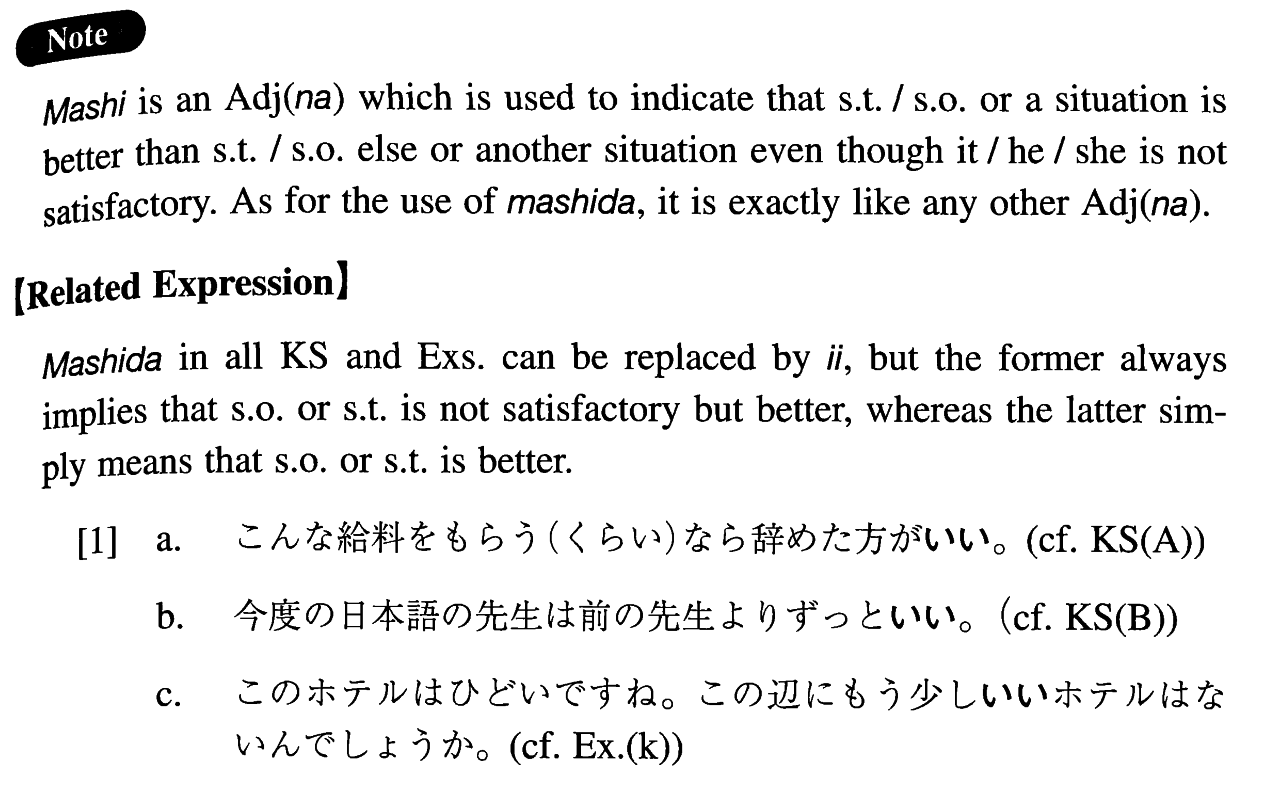 Note
Mashi is an Adj(na) which is used to indicate that s.t. / s.o. or a situation is
better than s.t. / s.o. else or another situation even though it / he / she is not
satisfactory. As for the use of mashida, it is exactly like any other Adj(na).
【Related Expression】
Mashida in all KS and Exs. can be replaced by ii, but the former always
implies that s.o. or s.t. is not satisfactory but better, whereas the latter sim-
ply means that s.o. or s.t. is better.
[1] a. こんな給料をもらう(くらい)なら辞めた方がいい。(cf. KS(A))
b. 今度の日本語の先生は前の先生よりずっといい。(cf. KS(B))
c. このホテルはひどいですね。この辺にもう少しいいホテルはな
いんでしょうか。(cf. Ex.(k))